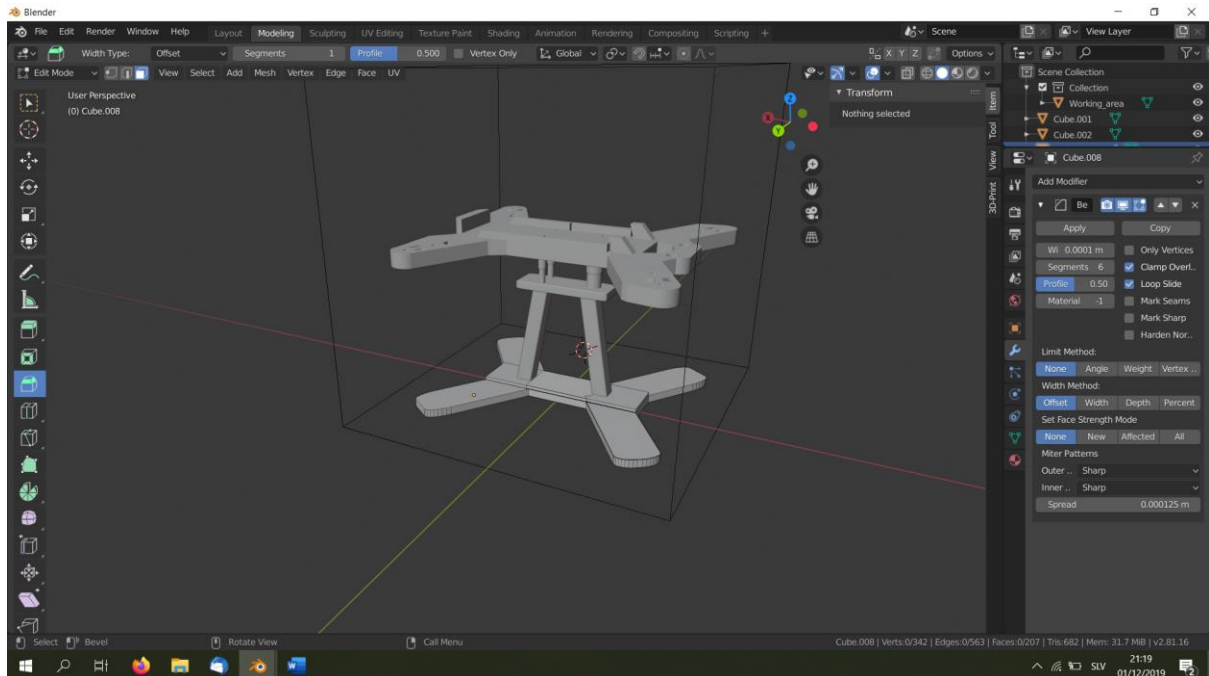 Blender
File Edit Render Window Help Layout Modeling Sculpting UV Editing Texture Paint Shading Animation Rendering Compositing Scripting + Scene View Layer
Width Type: Offset Segments 1 Profile 0.500 Vertex Only Global X Y Z Options
Edit Mode View Select Add Mesh Vertex Edge Face UV
User Perspective
(0) Cube.008
Z
X
Y
Transform
Nothing selected
Item
Tool
View
3D-Print
Scene Collection
Collection
Working_area
Cube.001
Cube.002
Cube.008
Add Modifier
Be
Apply Copy
Wi 0.0001 m Only Vertices
Segments 6 Clamp Overl..
Profile 0.50 Loop Slide
Material -1 Mark Seams
Mark Sharp
Harden Nor..
Limit Method:
None Angle Weight Vertex ..
Width Method:
Offset Width Depth Percent
Set Face Strength Mode
None New Affected All
Miter Patterns
Outer .. Sharp
Inner .. Sharp
Spread 0.000125 m
Select Bevel Rotate View Call Menu Cube.008 | Verts:0/342 | Edges:0/563 | Faces:0/207 | Tris:682 | Mem: 31.7 MiB | v2.81.16
W SLV 21:19
01/12/2019 2